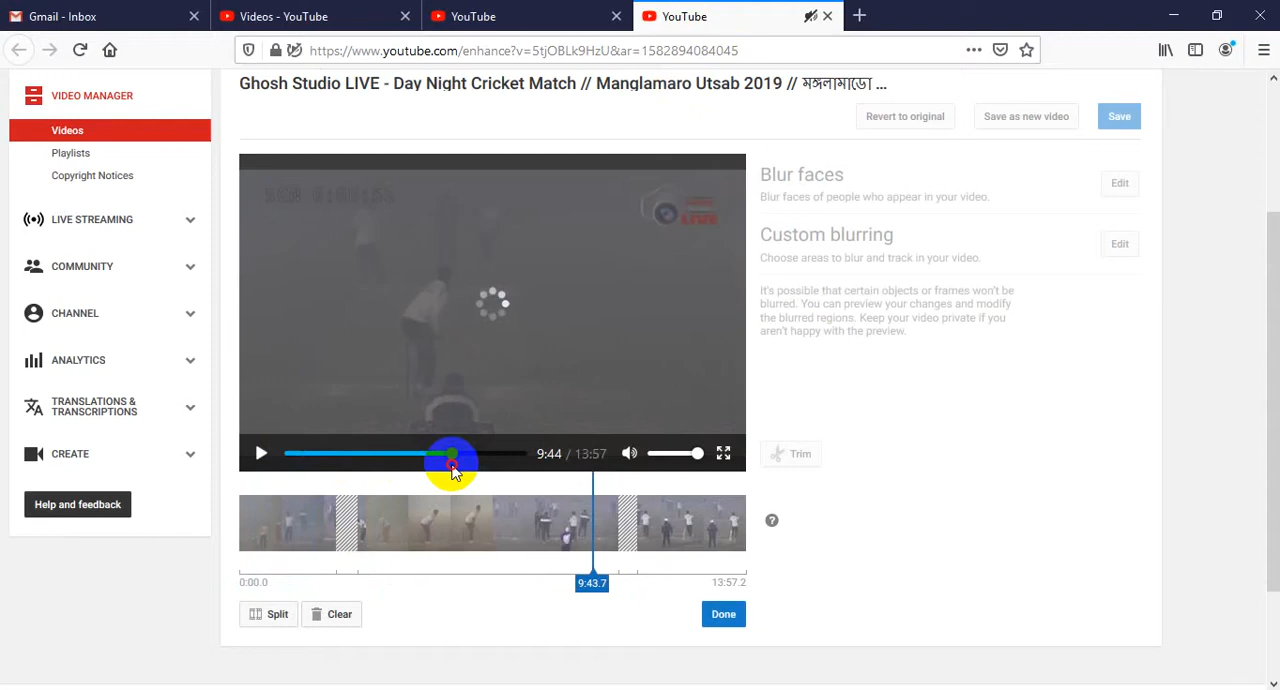 Gmail - Inbox
Videos - YouTube
YouTube
YouTube
https://www.youtube.com/enhance?v=5tjOBLk9HzU&ar=1582894084045
VIDEO MANAGER
Videos
Playlists
Copyright Notices
LIVE STREAMING
COMMUNITY
CHANNEL
ANALYTICS
TRANSLATIONS &
TRANSCRIPTIONS
CREATE
Help and feedback
Ghosh Studio LIVE - Day Night Cricket Match // Manglamaro Utsab 2019 // মঙ্গলামাড়ো ...
Revert to original
Save as new video
Save
LIVE
9:44 / 13:57
Blur faces
Blur faces of people who appear in your video.
Edit
Custom blurring
Choose areas to blur and track in your video.
Edit
It's possible that certain objects or frames won't be
blurred. You can preview your changes and modify
the blurred regions. Keep your video private if you
aren't happy with the preview.
Trim
?
0:00.0
9:43.7
13:57.2
Split
Clear
Done